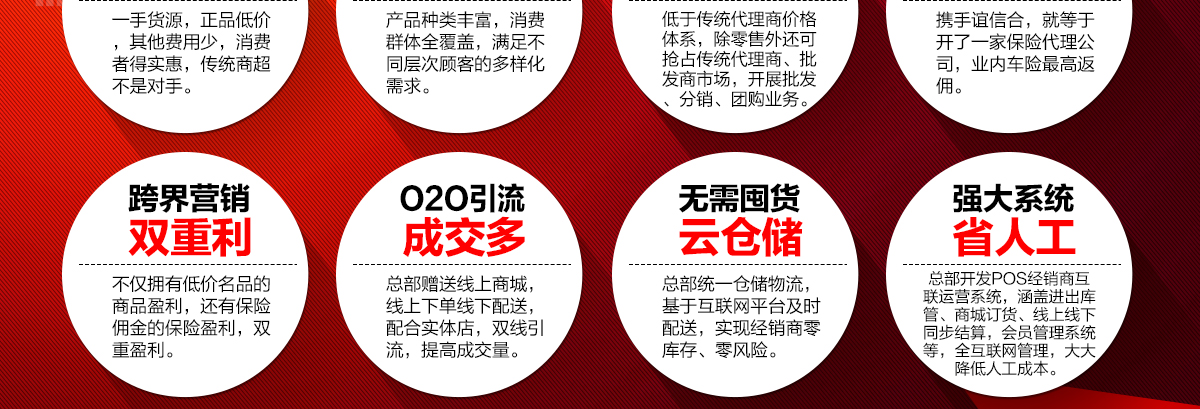 一手货源，正品低价
，其他费用少，消费
者得实惠，传统商超
不是对手。
产品种类丰富，消费
群体全覆盖，满足不
同层次顾客的多样化
需求。
低于传统代理商价格
体系，除零售外还可
抢占传统代理商、批
发商市场，开展批发
、分销、团购业务。
携手谊信合，就等于
开了一家保险代理公
司，业内车险最高返
佣。
跨界营销
双重利
不仅拥有低价名品的
商品盈利，还有保险
佣金的保险盈利，双
重盈利。
O2O引流
成交多
总部赠送线上商城，
线上下单线下配送，
配合实体店，双线引
流，提高成交量。
无需囤货
云仓储
总部统一仓储物流，
基于互联网平台及时
配送，实现经销商零
库存、零风险。
强大系统
省人工
总部开发POS经销商互
联运营系统，涵盖进出库
管、商城订货、线上线下
同步结算，会员管理系统
等，全互联网管理，大大
降低人工成本。